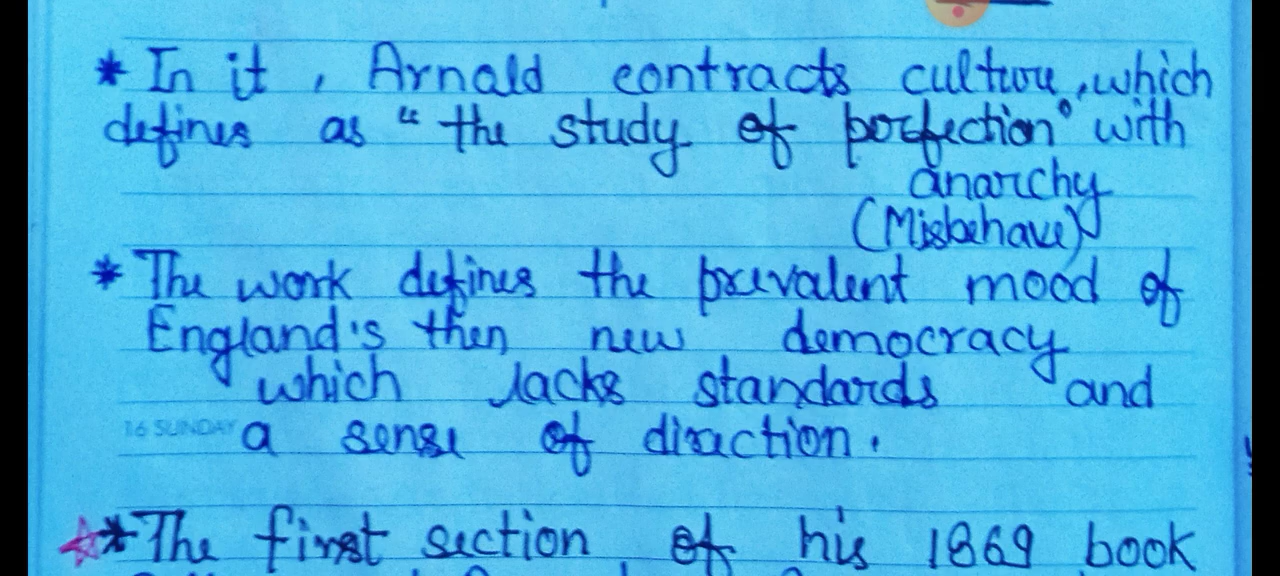 * In it, Arnald contracts culture, which
defines as "the study of perfection" with
anarchy
(Misbehave)
* The work defines the prevalent mood of
England's then new democracy
which lacks standards and
16 SUNDAY a sense of diraction.
* The first section of his 1869 book